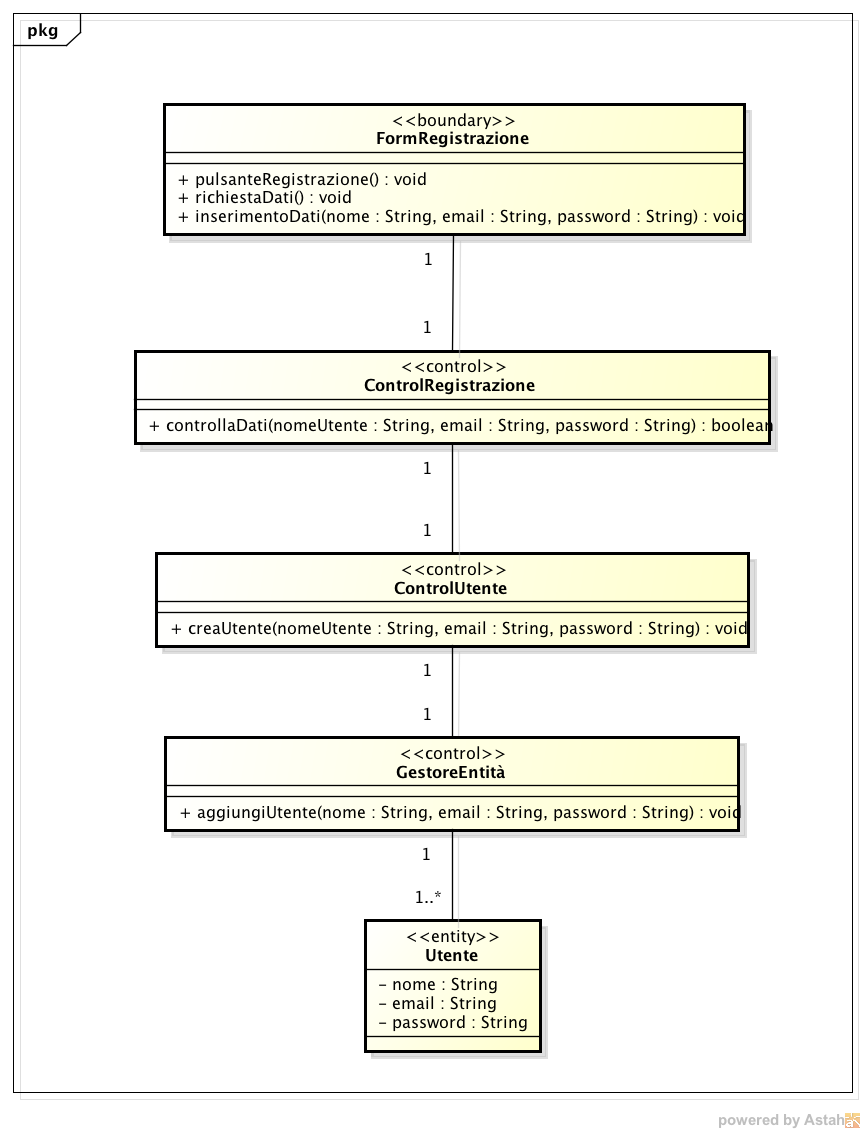 pkg
<<boundary>>
FormRegistrazione
+ pulsanteRegistrazione() : void
+ richiestaDati() : void
+ inserimentoDati(nome : String, email : String, password : String) : void
1
1
<<control>>
ControlRegistrazione
+ controllaDati(nomeUtente : String, email : String, password : String) : boolean
1
1
<<control>>
ControlUtente
+ creaUtente(nomeUtente : String, email : String, password : String) : void
1
1
<<control>>
GestoreEntità
+ aggiungiUtente(nome : String, email : String, password : String) : void
1
1..*
<<entity>>
Utente
- nome : String
- email : String
- password : String
powered by Astah